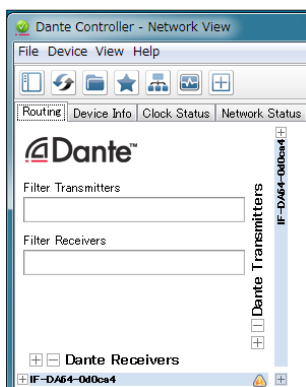 Dante Controller - Network View
File Device View Help
Routing Device Info Clock Status Network Status
Dante™
Filter Transmitters
Filter Receivers
Dante Transmitters
IF-DA64-0d0ca4
Dante Receivers
IF-DA64-0d0ca4